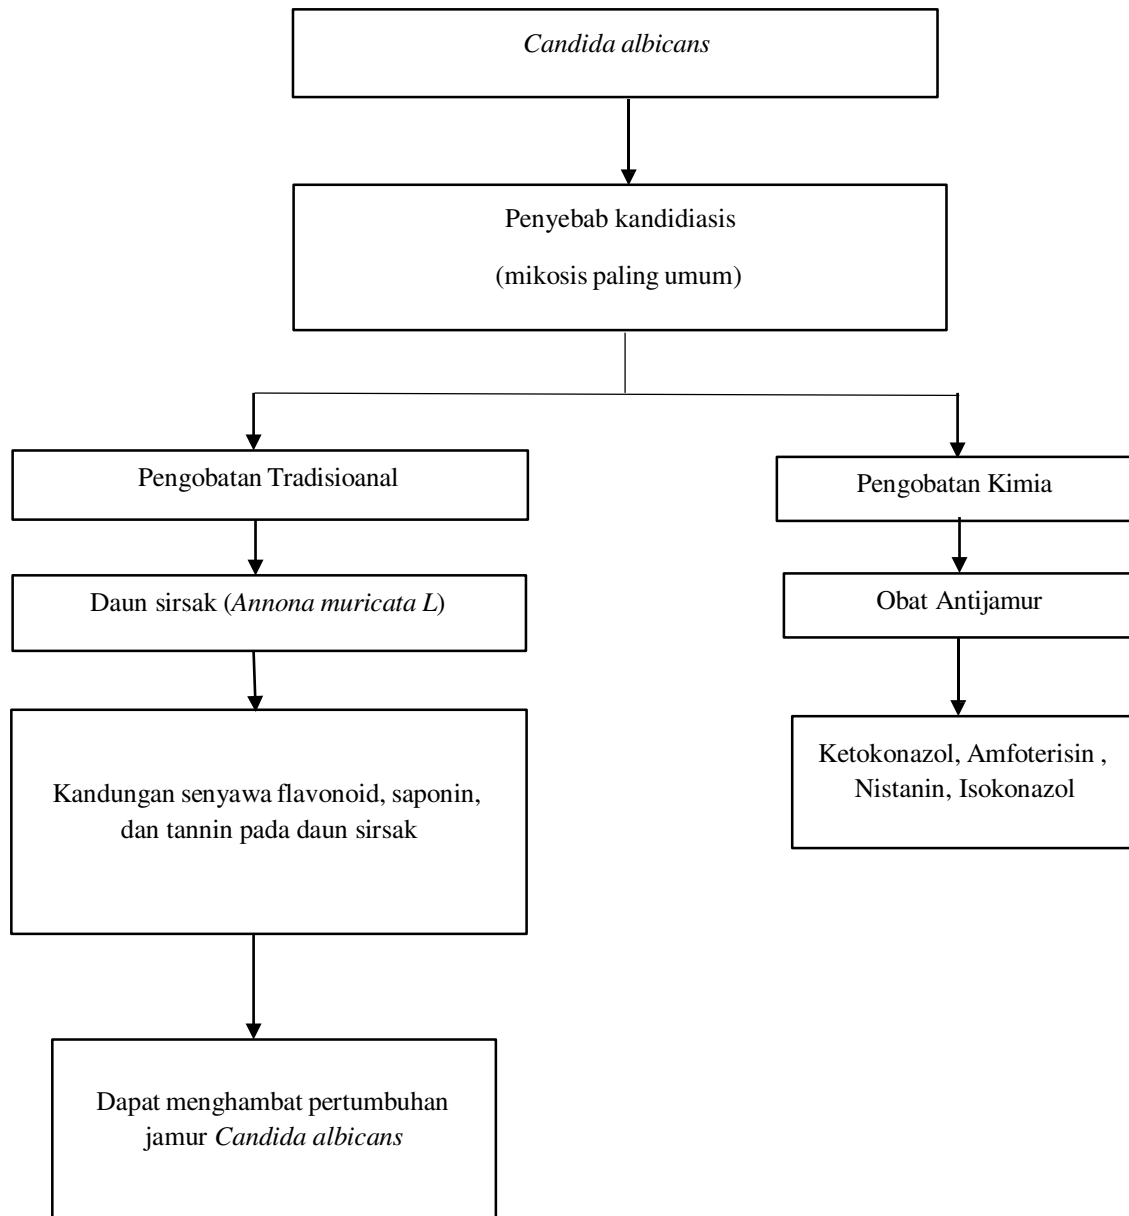 Candida albicans
Penyebab kandidiasis
(mikosis paling umum)
Pengobatan Tradisioanal
Pengobatan Kimia
Daun sirsak (Annona muricata L)
Obat Antijamur
Kandungan senyawa flavonoid, saponin,
dan tannin pada daun sirsak
Ketokonazol, Amfoterisin ,
Nistanin, Isokonazol
Dapat menghambat pertumbuhan
jamur Candida albicans